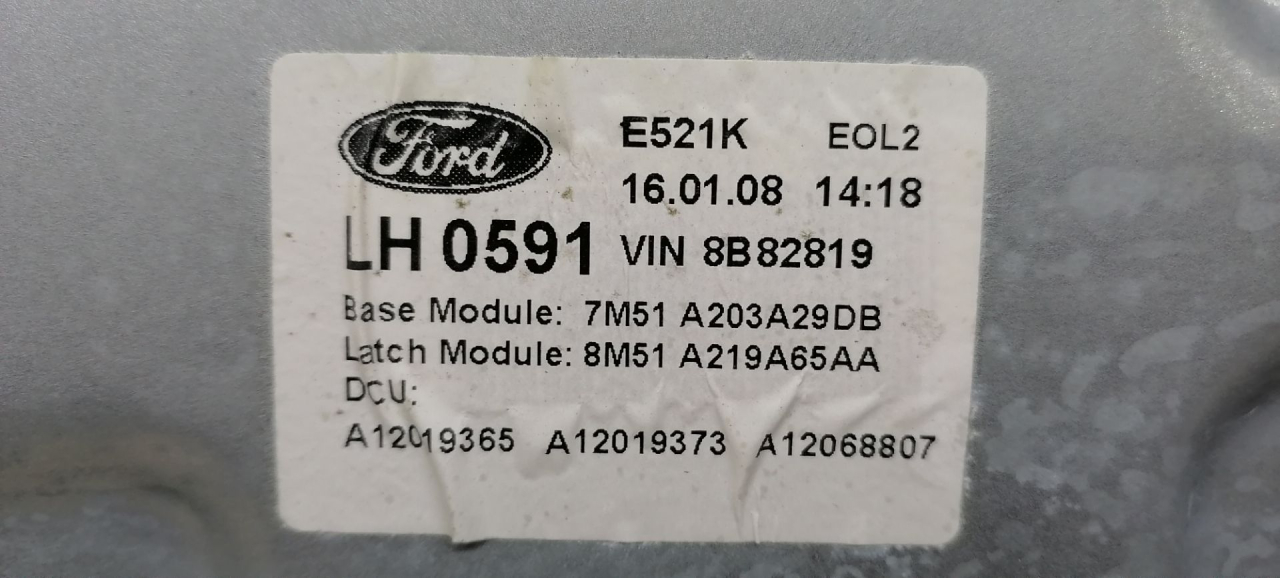 Ford
E521K EOL2
16.01.08 14:18
LH 0591 VIN 8B82819
Base Module: 7M51 A203A29DB
Latch Module: 8M51 A219A65AA
DCU:
A12019365 A12019373 A12068807